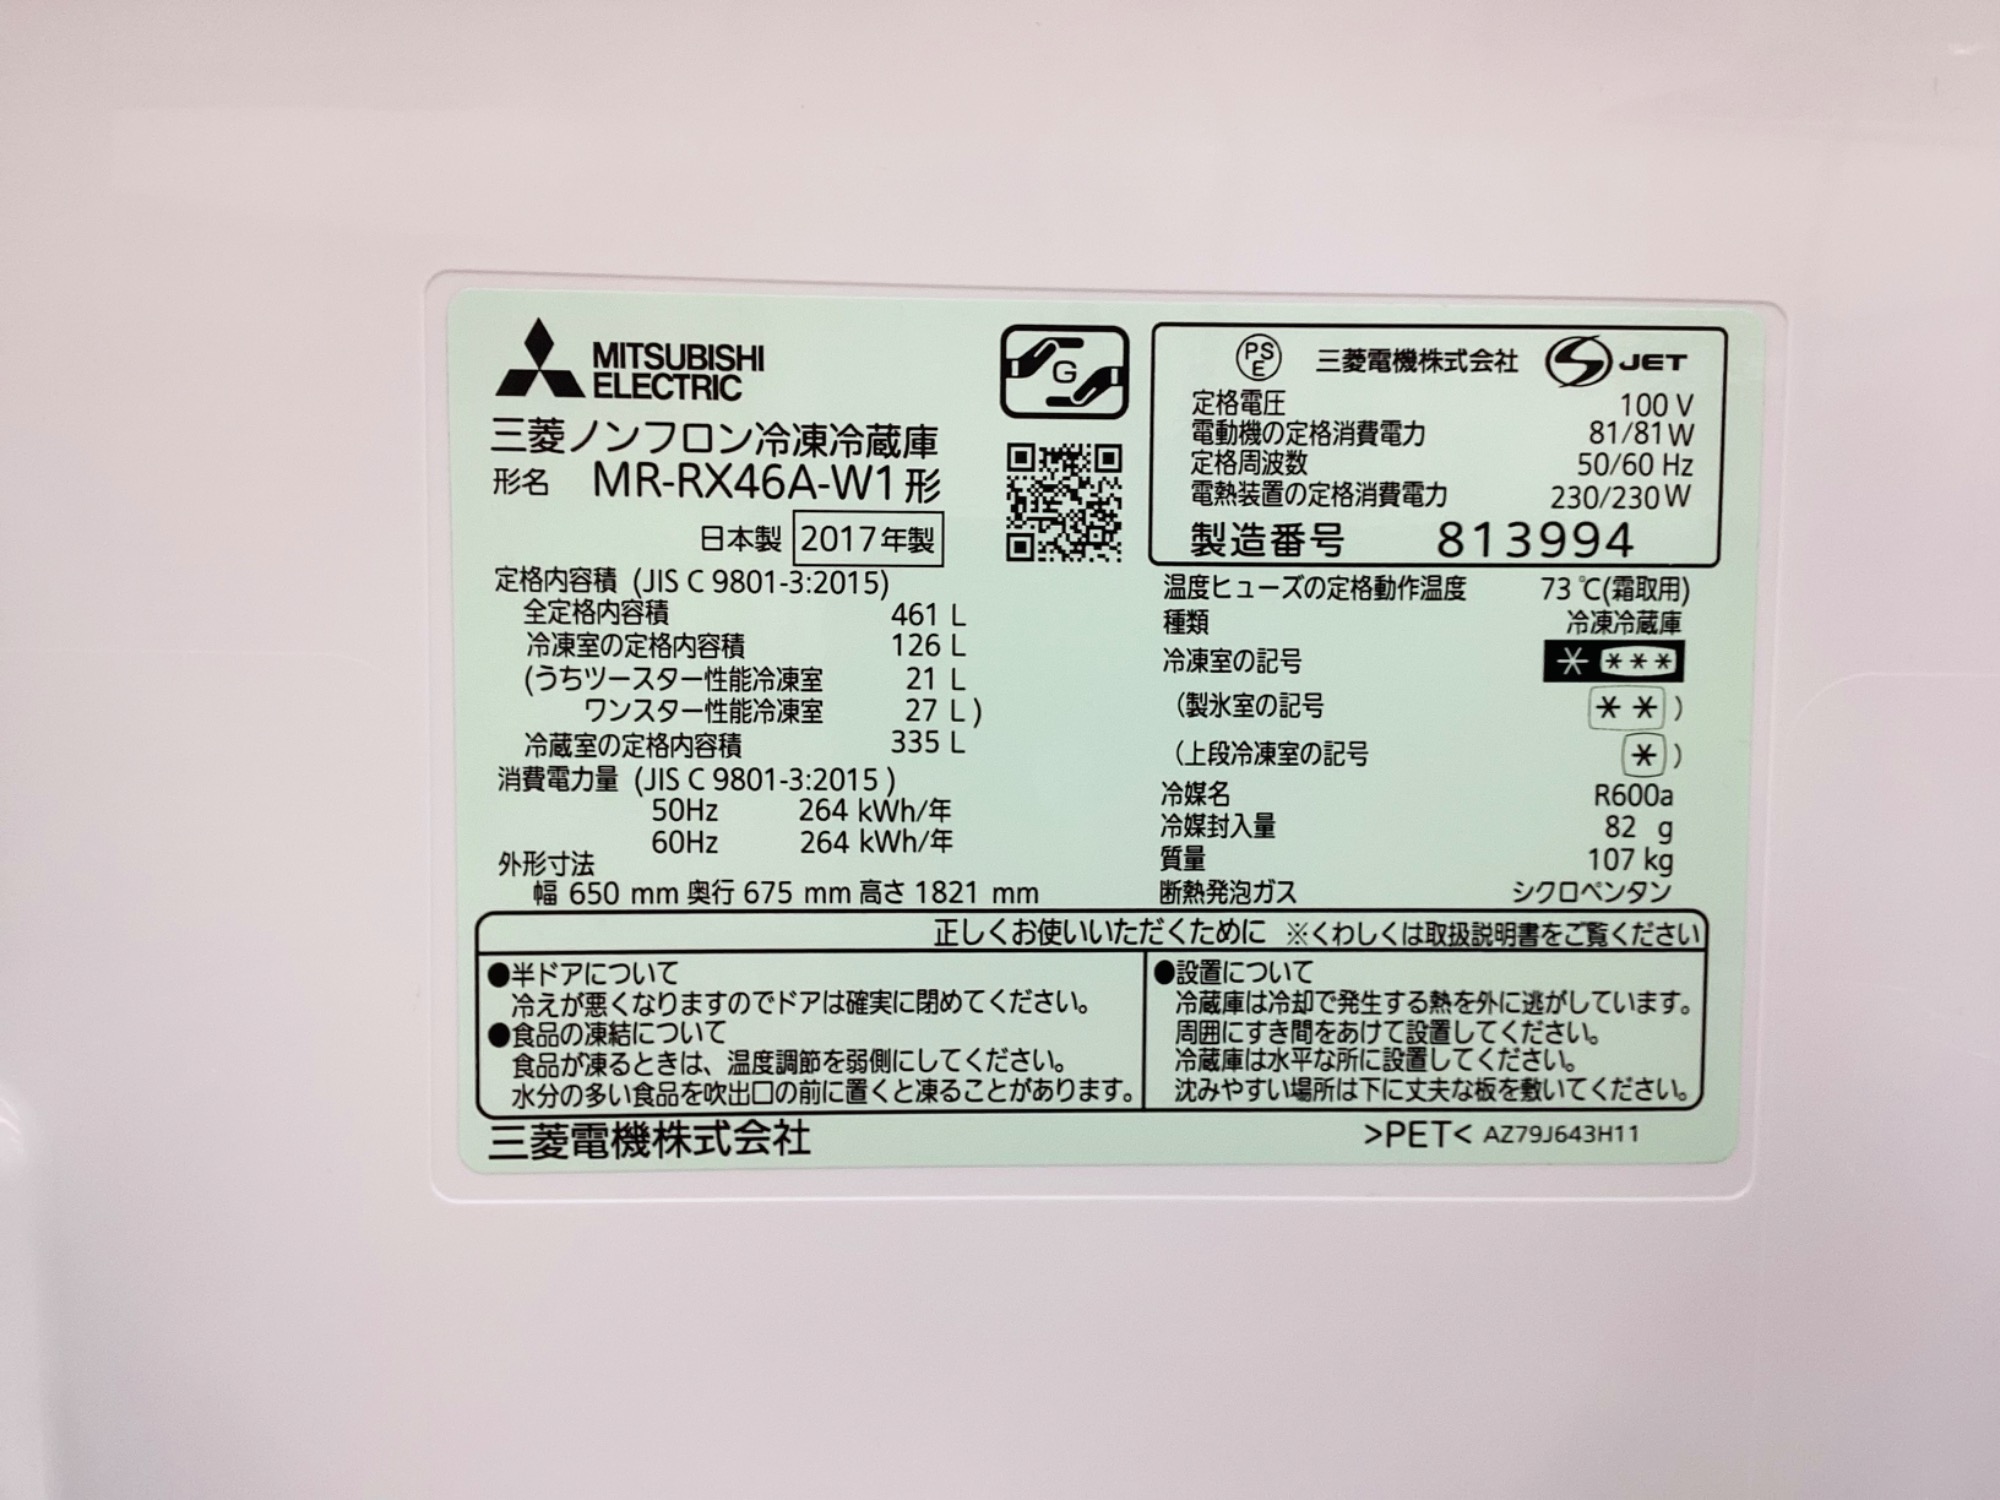 MITSUBISHI
ELECTRIC
三菱ノンフロン冷凍冷蔵庫
形名 MR-RX46A-W1形
日本製 2017年製
定格内容積 (JIS C 9801-3:2015)
全定格内容積 461 L
冷凍室の定格内容積 126 L
(うちツースター性能冷凍室 21 L
ワンスター性能冷凍室 27 L)
冷蔵室の定格内容積 335 L
消費電力量 (JIS C 9801-3:2015)
50Hz 264 kWh/年
60Hz 264 kWh/年
外形寸法
幅 650 mm 奥行 675 mm 高さ 1821 mm
G
PS
E 三菱電機株式会社 JET
定格電圧 100 V
電動機の定格消費電力 81/81W
定格周波数 50/60 Hz
電熱装置の定格消費電力 230/230W
製造番号 813994
温度ヒューズの定格動作温度 73℃(霜取用)
種類 冷凍冷蔵庫
冷凍室の記号 * ***
(製氷室の記号 **)
(上段冷凍室の記号 *)
冷媒名 R600a
冷媒封入量 82 g
質量 107 kg
断熱発泡ガス シクロペンタン
正しくお使いいただくために ※くわしくは取扱説明書をご覧ください
●半ドアについて
冷えが悪くなりますのでドアは確実に閉めてください。
●食品の凍結について
食品が凍るときは、温度調節を弱側にしてください。
水分の多い食品を吹出口の前に置くと凍ることがあります。
●設置について
冷蔵庫は冷却で発生する熱を外に逃がしています。
周囲にすき間をあけて設置してください。
冷蔵庫は水平な所に設置してください。
沈みやすい場所は下に丈夫な板を敷いてください。
三菱電機株式会社
>PET< AZ79J643H11